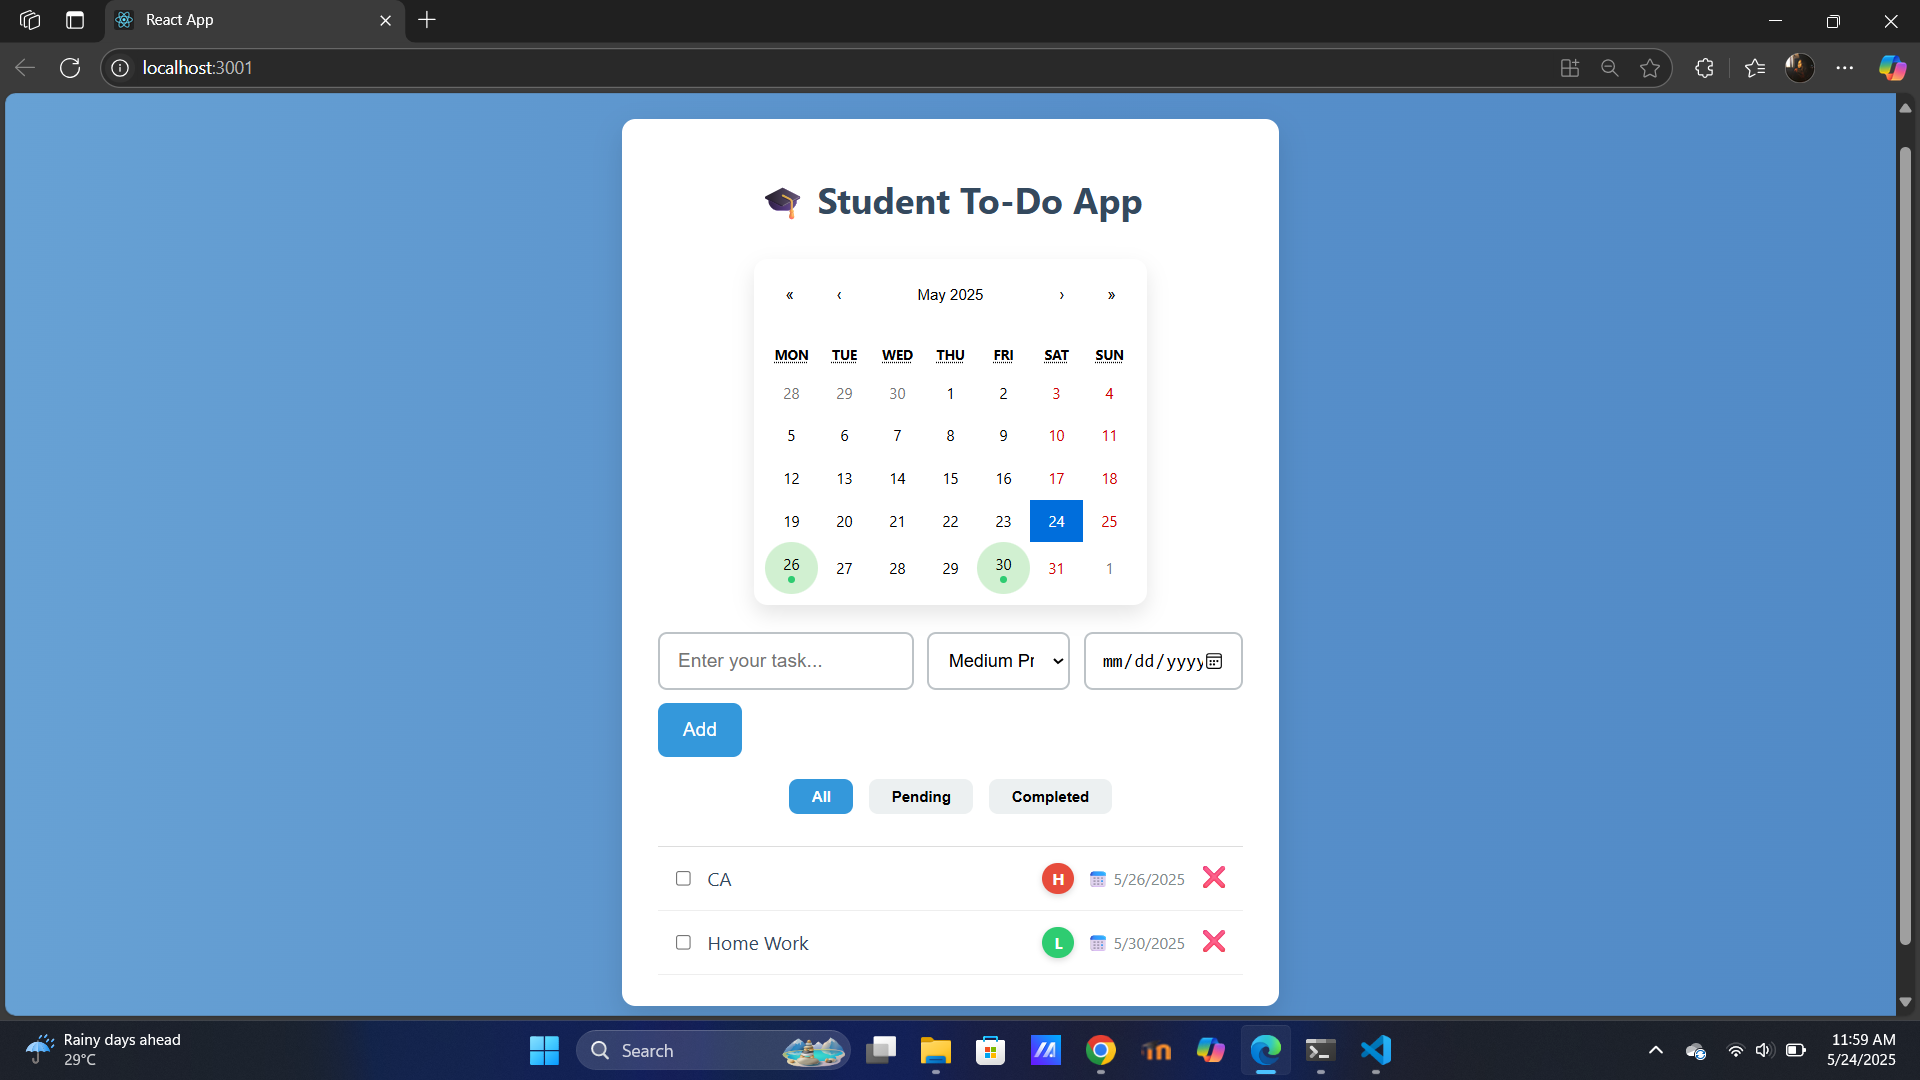 React App
localhost:3001
Student To-Do App
« ‹ May 2025 › »
MON TUE WED THU FRI SAT SUN
28 29 30 1 2 3 4
5 6 7 8 9 10 11
12 13 14 15 16 17 18
19 20 21 22 23 24 25
26 27 28 29 30 31 1
Enter your task... Medium Pr mm/dd/yyyy
Add
All Pending Completed
CA H 5/26/2025
Home Work L 5/30/2025
Rainy days ahead
29°C
Search
11:59 AM
5/24/2025